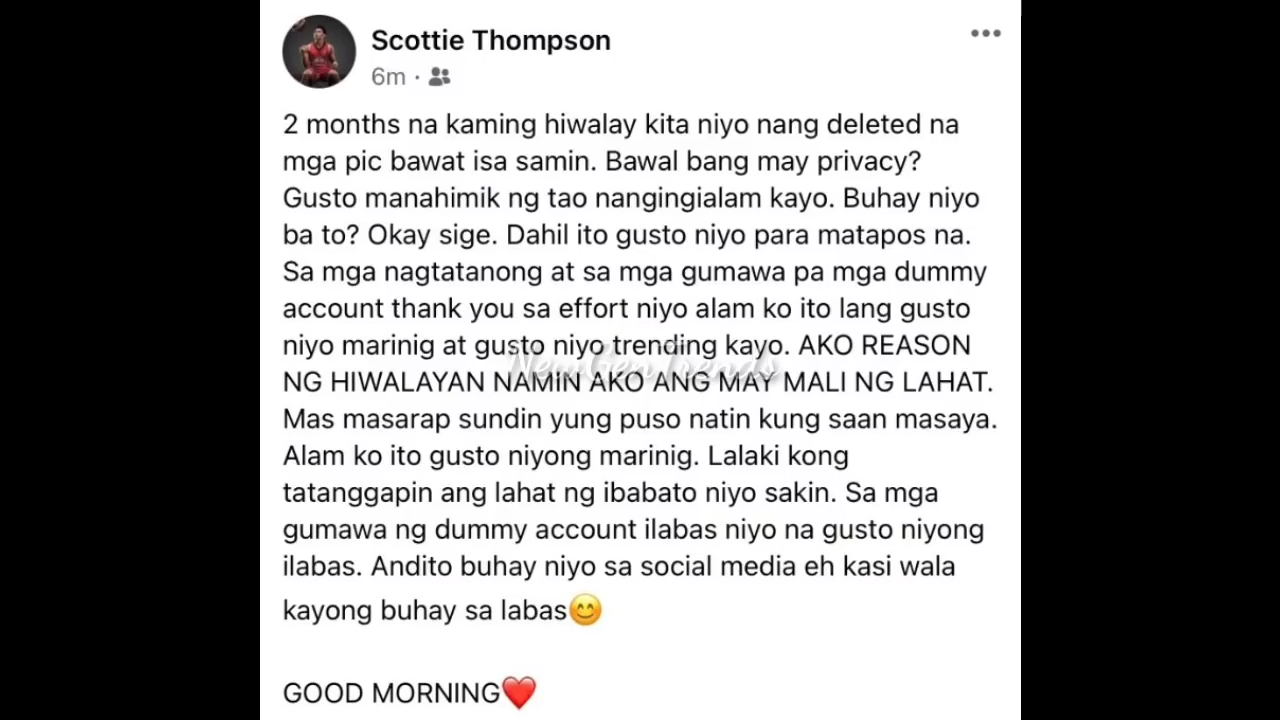 Scottie Thompson
6m ·
2 months na kaming hiwalay kita niyo nang deleted na
mga pic bawat isa samin. Bawal bang may privacy?
Gusto manahimik ng tao nangingialam kayo. Buhay niyo
ba to? Okay sige. Dahil ito gusto niyo para matapos na.
Sa mga nagtatanong at sa mga gumawa pa mga dummy
account thank you sa effort niyo alam ko ito lang gusto
niyo marinig at gusto niyo trending kayo. AKO REASON
NewGen Trends
NG HIWALAYAN NAMIN AKO ANG MAY MALI NG LAHAT.
Mas masarap sundin yung puso natin kung saan masaya.
Alam ko ito gusto niyong marinig. Lalaki kong
tatanggapin ang lahat ng ibabato niyo sakin. Sa mga
gumawa ng dummy account ilabas niyo na gusto niyong
ilabas. Andito buhay niyo sa social media eh kasi wala
kayong buhay sa labas😊
GOOD MORNING❤️